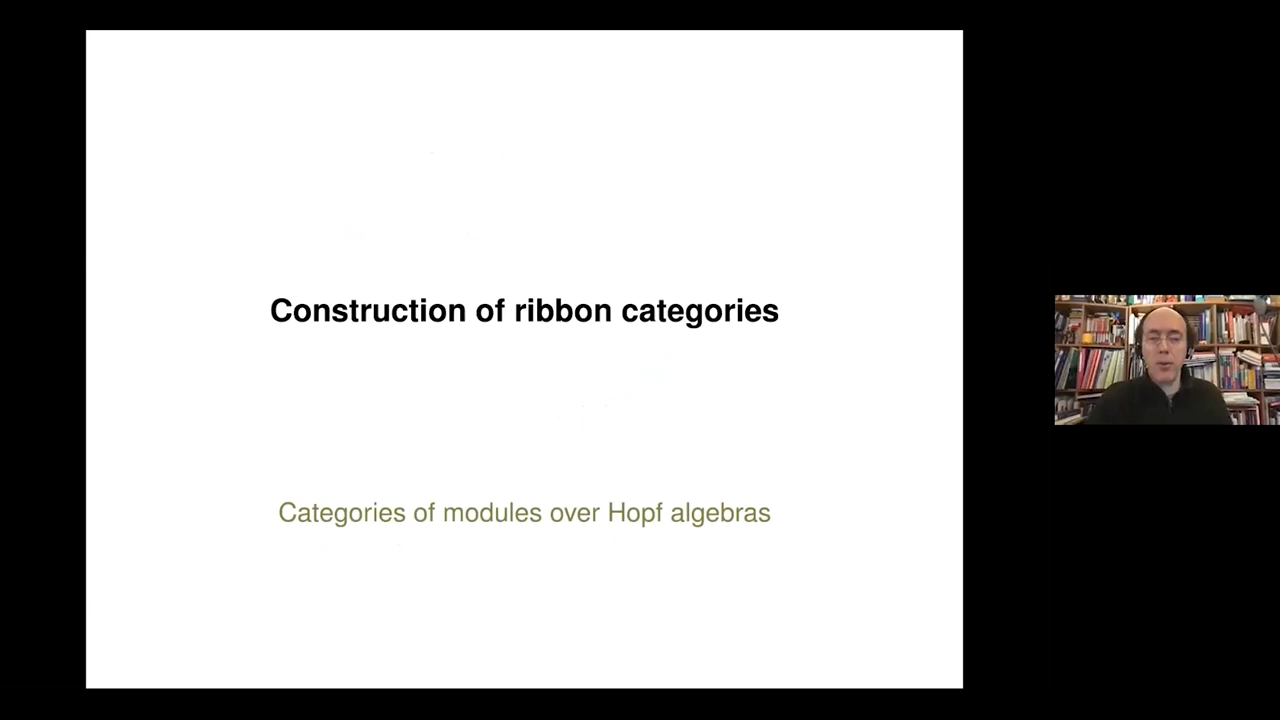 Construction of ribbon categories
Categories of modules over Hopf algebras